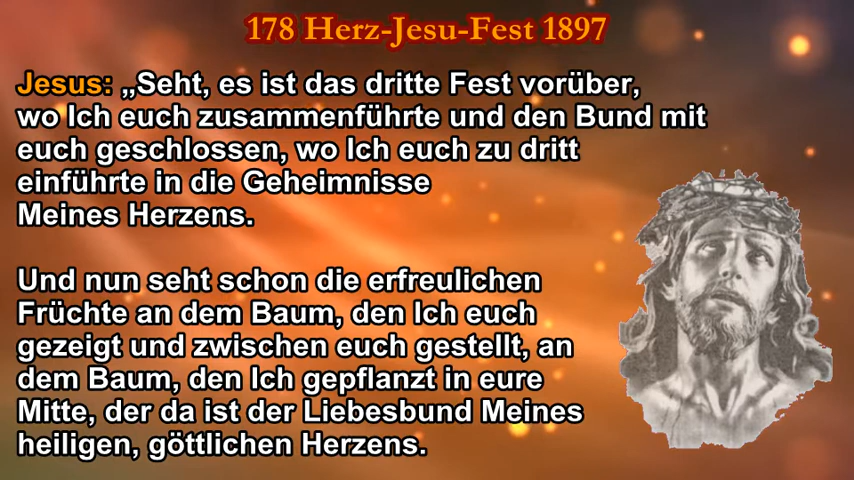 178 Herz-Jesu-Fest 1897
Jesus: „Seht, es ist das dritte Fest vorüber,
wo Ich euch zusammenführte und den Bund mit
euch geschlossen, wo Ich euch zu dritt
einführte in die Geheimnisse
Meines Herzens.
Und nun seht schon die erfreulichen
Früchte an dem Baum, den Ich euch
gezeigt und zwischen euch gestellt, an
dem Baum, den Ich gepflanzt in eure
Mitte, der da ist der Liebesbund Meines
heiligen, göttlichen Herzens.